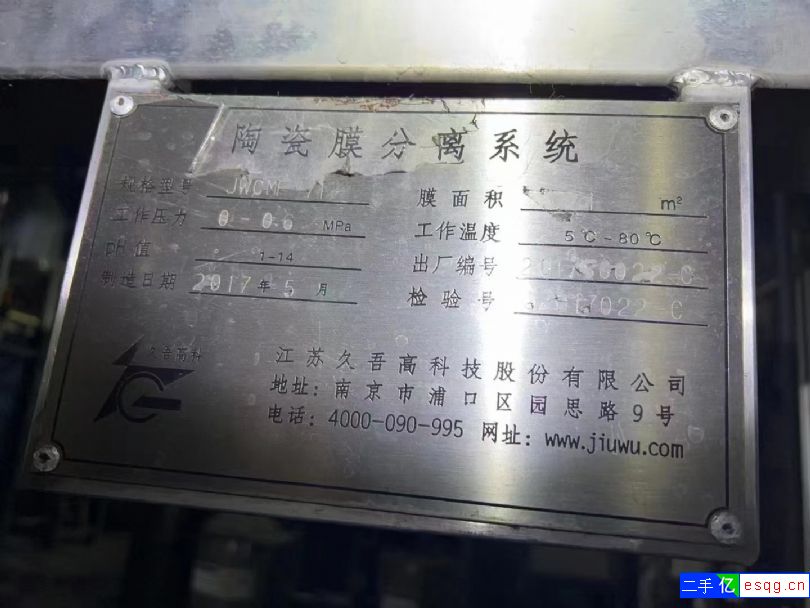 陶瓷膜分离系统
规格型号 JWCM 膜面积 m²
工作压力 0-0.6 MPa 工作温度 5℃-80℃
pH值 1-14 出厂编号
制造日期 2017年5月 检验号
久吾高科
江苏久吾高科技股份有限公司
地址：南京市浦口区园思路9号
电话：4000-090-995 网址：www.jiuwu.com
二手亿 esqg.cn